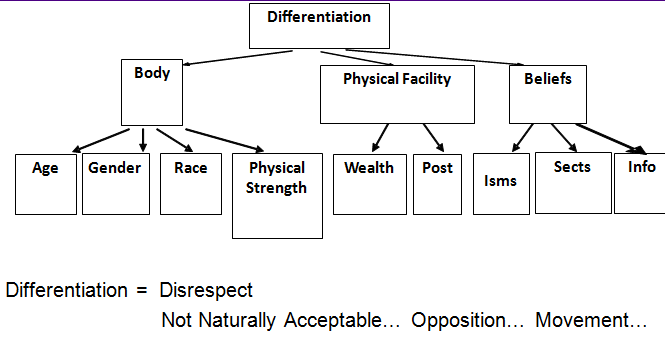 Differentiation
Body
Physical Facility
Beliefs
Age
Gender
Race
Physical
Strength
Wealth
Post
Isms
Sects
Info
Differentiation = Disrespect
Not Naturally Acceptable... Opposition... Movement...